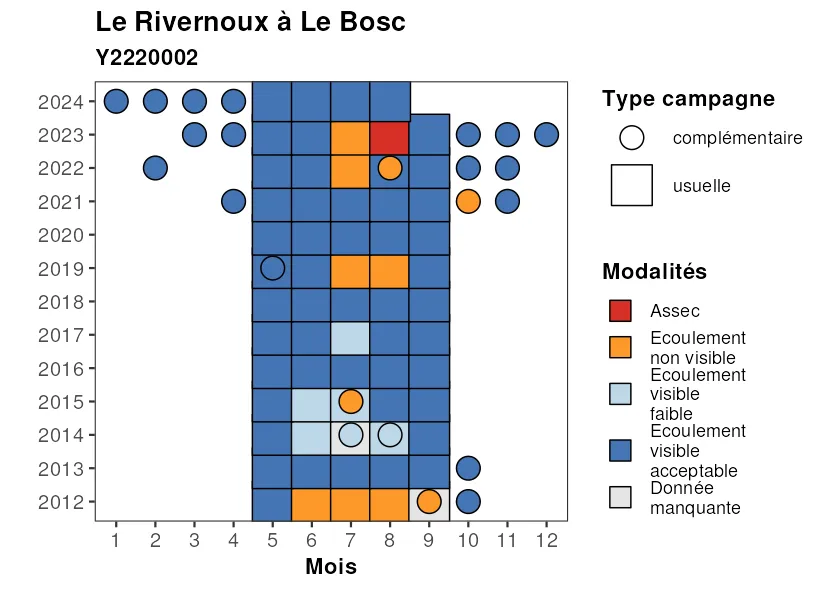 Le Rivernoux à Le Bosc
Y2220002
2024
2023
2022
2021
2020
2019
2018
2017
2016
2015
2014
2013
2012
1 2 3 4 5 6 7 8 9 10 11 12
Mois
Type campagne
complémentaire
usuelle
Modalités
Assec
Ecoulement
non visible
Ecoulement
visible
faible
Ecoulement
visible
acceptable
Donnée
manquante